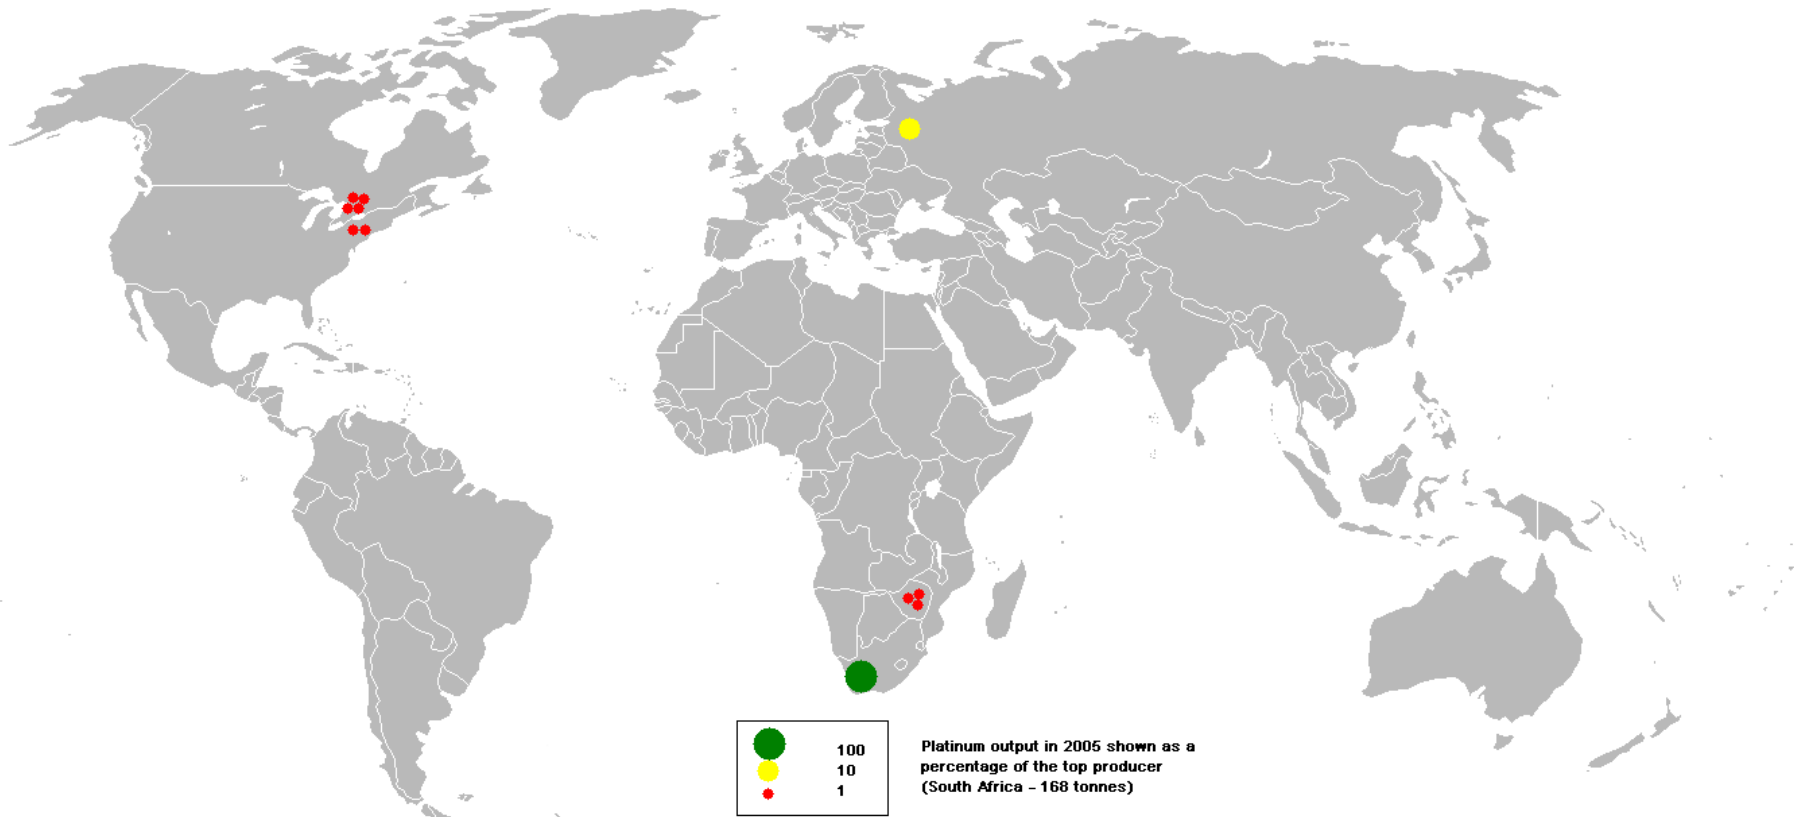 100
10
1
Platinum output in 2005 shown as a
percentage of the top producer
(South Africa - 168 tonnes)